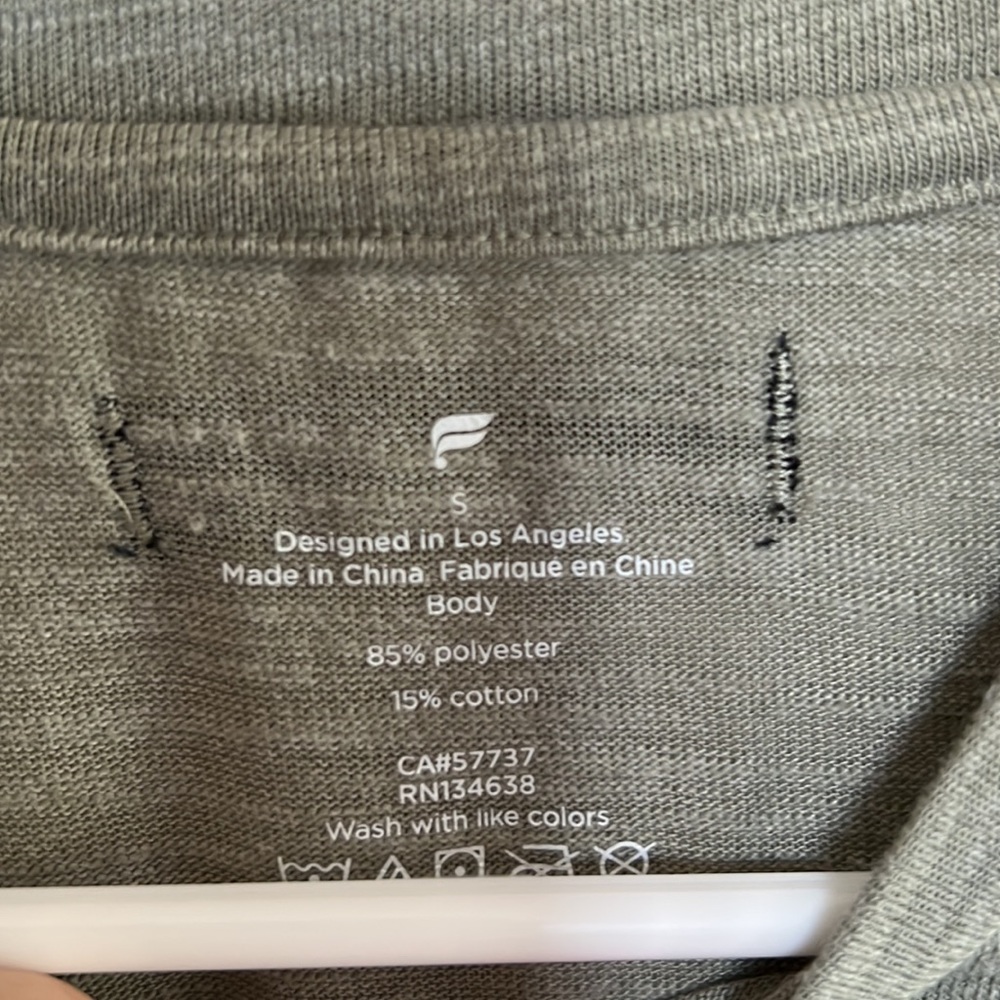 S
Designed in Los Angeles
Made in China, Fabriqué en Chine
Body
85% polyester
15% cotton
CA#57737
RN134638
Wash with like colors